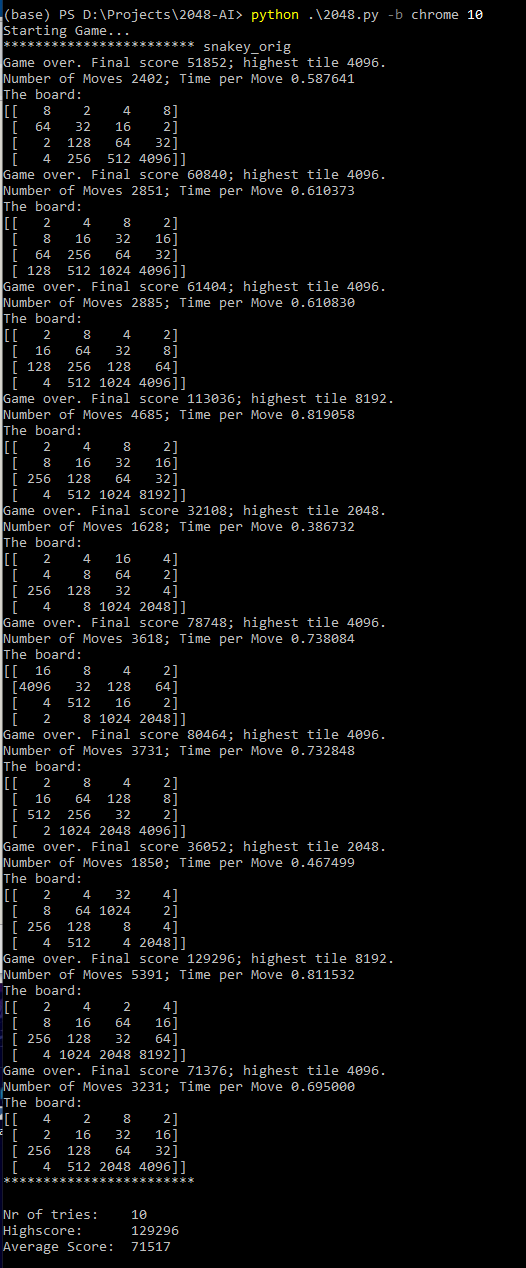 (base) PS D:\Projects\2048-AI> python .\2048.py -b chrome 10
Starting Game...
************************ snakey_orig
Game over. Final score 51852; highest tile 4096.
Number of Moves 2402; Time per Move 0.587641
The board:
[[   8    2    4    8]
 [  64   32   16    2]
 [   2  128   64   32]
 [   4  256  512 4096]]
Game over. Final score 60840; highest tile 4096.
Number of Moves 2851; Time per Move 0.610373
The board:
[[   2    4    8    2]
 [   8   16   32   16]
 [  64  256   64   32]
 [ 128  512 1024 4096]]
Game over. Final score 61404; highest tile 4096.
Number of Moves 2885; Time per Move 0.610830
The board:
[[   2    8    4    2]
 [  16   64   32    8]
 [ 128  256  128   64]
 [   4  512 1024 4096]]
Game over. Final score 113036; highest tile 8192.
Number of Moves 4685; Time per Move 0.819058
The board:
[[   2    4    8    2]
 [   8   16   32   16]
 [ 256  128   64   32]
 [   4  512 1024 8192]]
Game over. Final score 32108; highest tile 2048.
Number of Moves 1628; Time per Move 0.386732
The board:
[[   2    4   16    4]
 [   4    8   64    2]
 [ 256  128   32    4]
 [   4    8 1024 2048]]
Game over. Final score 78748; highest tile 4096.
Number of Moves 3618; Time per Move 0.738084
The board:
[[  16    8    4    2]
 [4096   32  128   64]
 [   4  512   16    2]
 [   2    8 1024 2048]]
Game over. Final score 80464; highest tile 4096.
Number of Moves 3731; Time per Move 0.732848
The board:
[[   2    8    4    2]
 [  16   64  128    8]
 [ 512  256   32    2]
 [   2 1024 2048 4096]]
Game over. Final score 36052; highest tile 2048.
Number of Moves 1850; Time per Move 0.467499
The board:
[[   2    4   32    4]
 [   8   64 1024    2]
 [ 256  128    8    4]
 [   4  512    4 2048]]
Game over. Final score 129296; highest tile 8192.
Number of Moves 5391; Time per Move 0.811532
The board:
[[   2    4    2    4]
 [   8   16   64   16]
 [ 256  128   32   64]
 [   4 1024 2048 8192]]
Game over. Final score 71376; highest tile 4096.
Number of Moves 3231; Time per Move 0.695000
The board:
[[   4    2    8    2]
 [   2   16   32   16]
 [ 256  128   64   32]
 [   4  512 2048 4096]]
************************
Nr of tries:    10
Highscore:      129296
Average Score:  71517